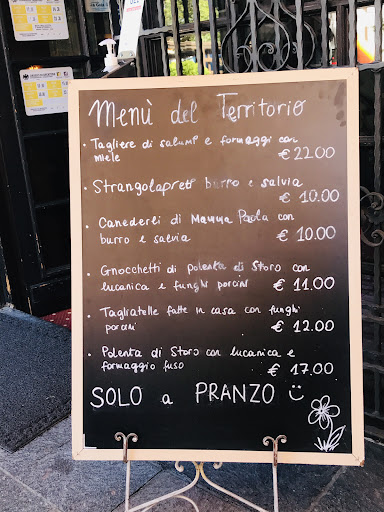 Menù del Territorio
• Tagliere di salumi e formaggi con
miele € 22.00
• Strangolapreti burro e salvia
€ 10.00
• Canederli di Mamma Paola con
burro e salvia € 10.00
• Gnocchetti di polenta di Storo con
lucanica e funghi porcini € 11.00
• Tagliatelle fatte in casa con funghi
porcini € 12.00
• Polenta di Storo con lucanica e
formaggio fuso € 17.00
SOLO a PRANZO